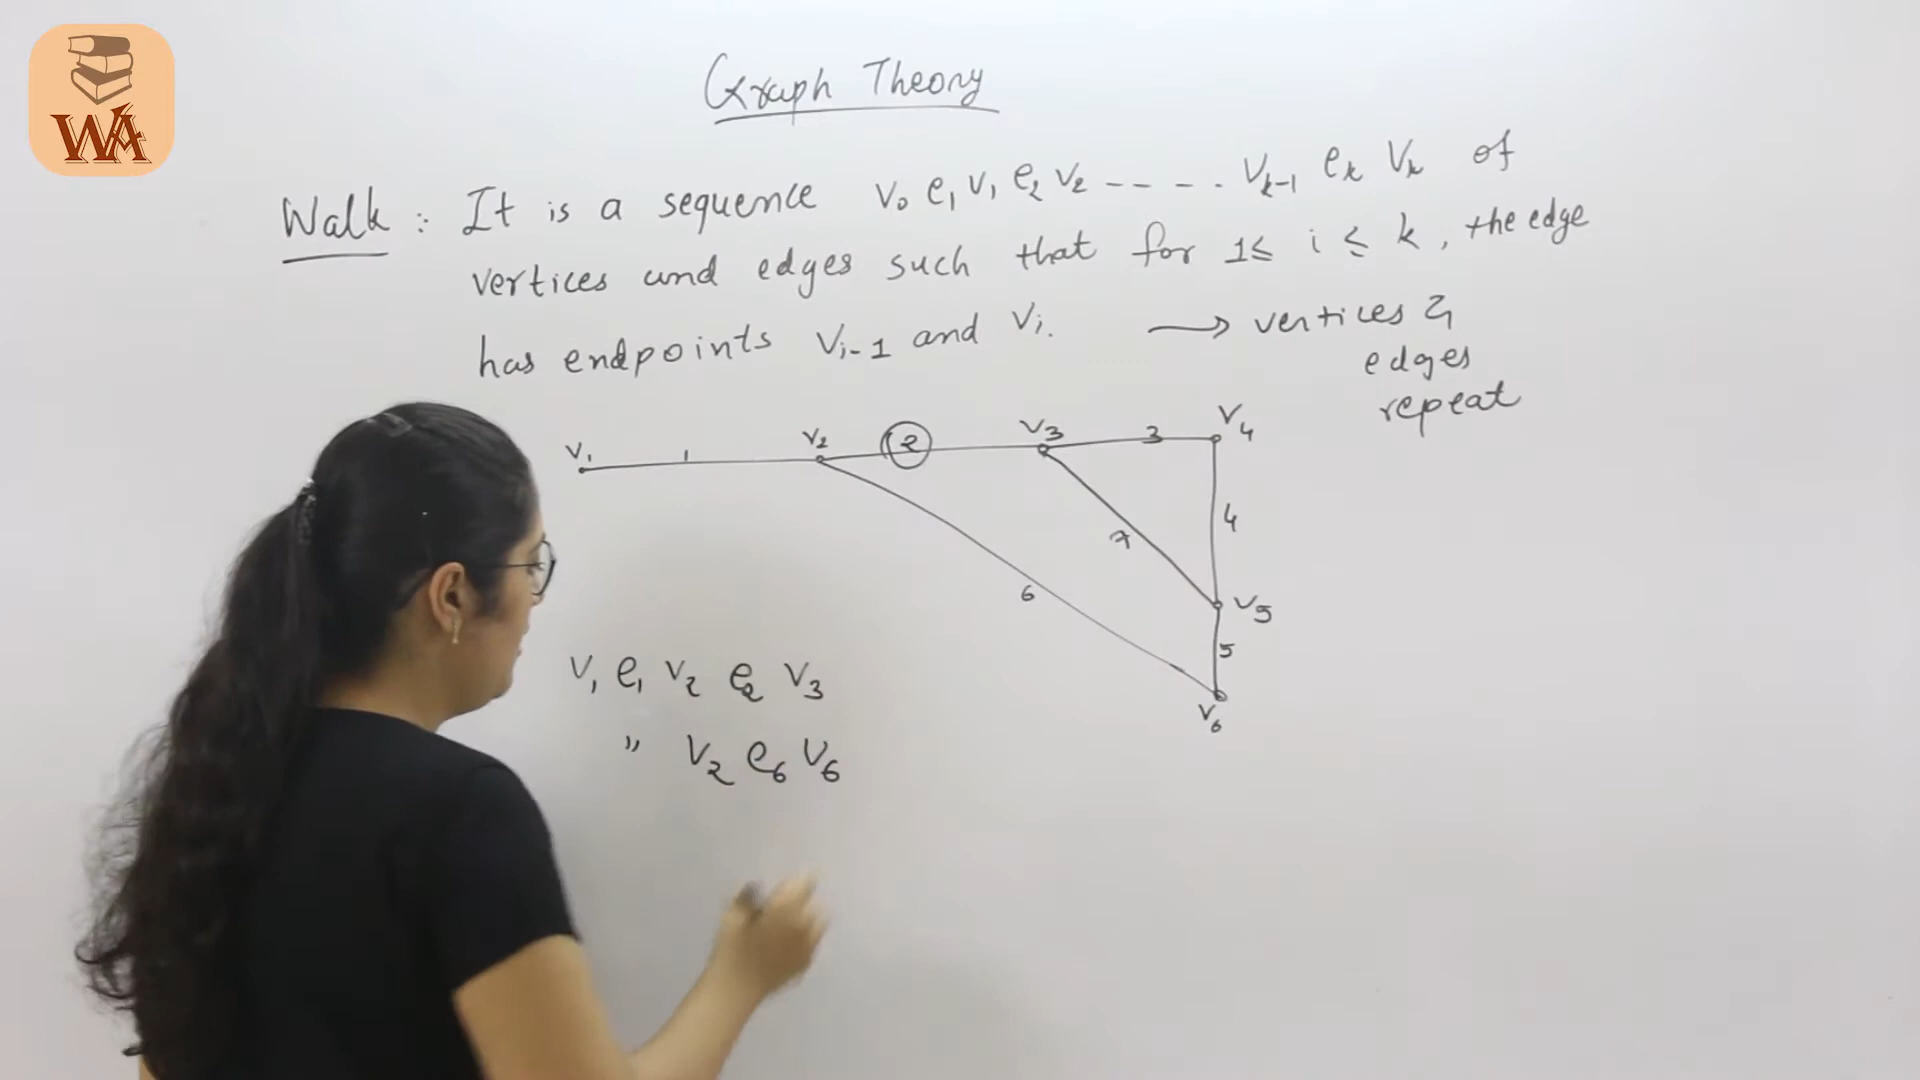 WA
Graph Theory
Walk : It is a sequence v₀ e₁ v₁ e₂ v₂ ---- . Vₖ₋₁ eₖ Vₖ of
vertices and edges such that for 1≤ i ≤ k, the edge
has endpoints Vᵢ₋₁ and Vᵢ. → vertices &
edges
repeat
V₁ 1 V₂ 2 V₃ 3 V₄
4
7
6 V₅
5
V₆
V₁ e₁ V₂ e₂ V₃
" V₂ e₆ V₆